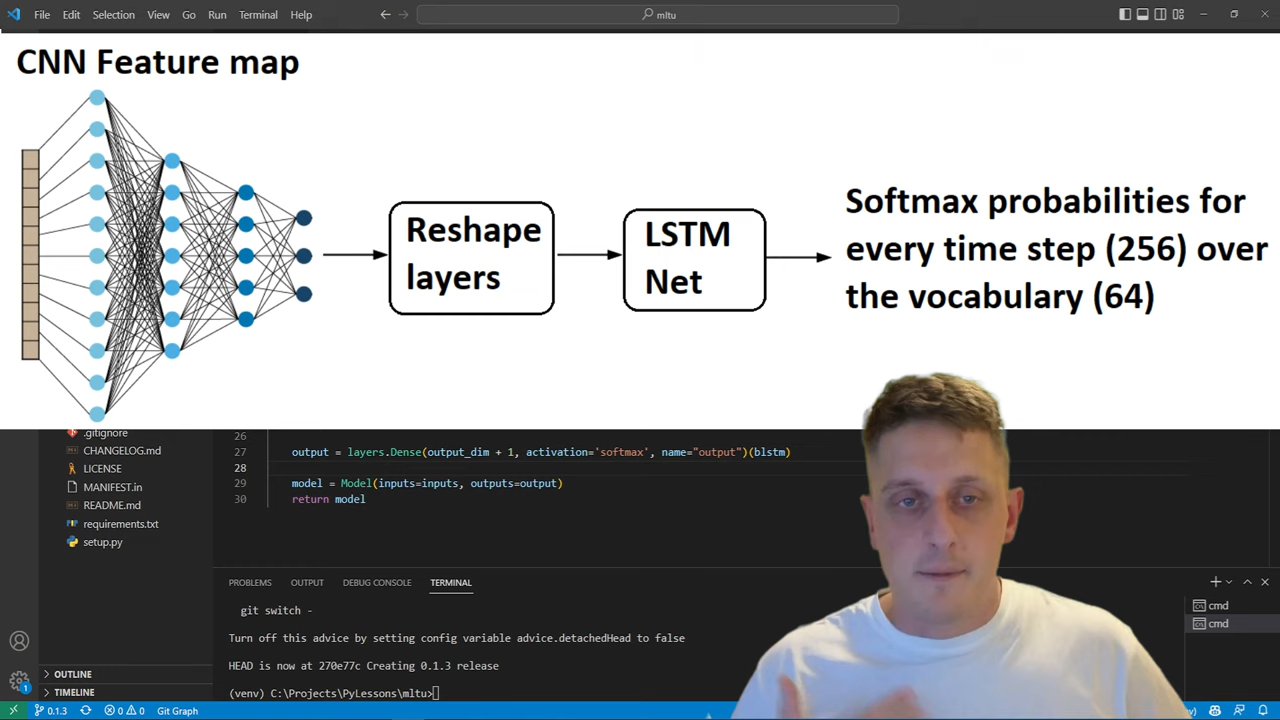 File Edit Selection View Go Run Terminal Help
mltu
CNN Feature map
Reshape
layers
LSTM
Net
Softmax probabilities for
every time step (256) over
the vocabulary (64)
.gitignore
CHANGELOG.md
LICENSE
MANIFEST.in
README.md
requirements.txt
setup.py
26
27 output = layers.Dense(output_dim + 1, activation='softmax', name="output")(blstm)
28
29 model = Model(inputs=inputs, outputs=output)
30 return model
PROBLEMS OUTPUT DEBUG CONSOLE TERMINAL
git switch -
Turn off this advice by setting config variable advice.detachedHead to false
HEAD is now at 270e77c Creating 0.1.3 release
(venv) C:\Projects\PyLessons\mltu>
cmd
cmd
OUTLINE
TIMELINE
1
0.1.3 0 0 Git Graph